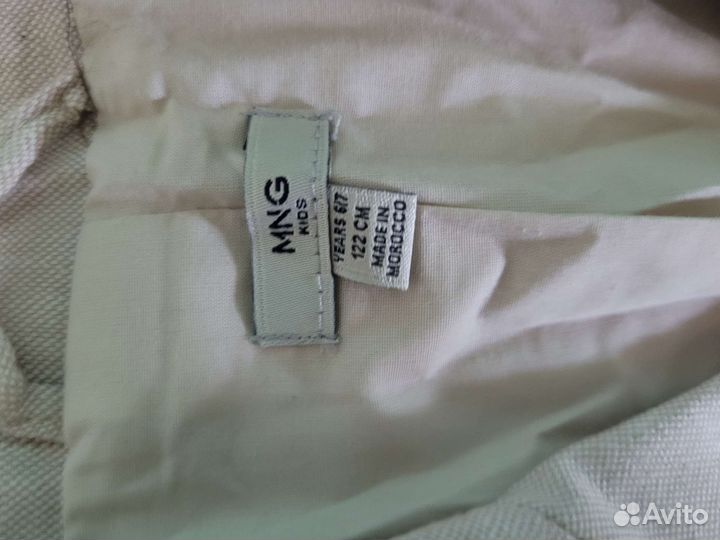 MNG
KIDS
YEARS 6/7
122 CM
MADE IN
MOROCCO
Avito